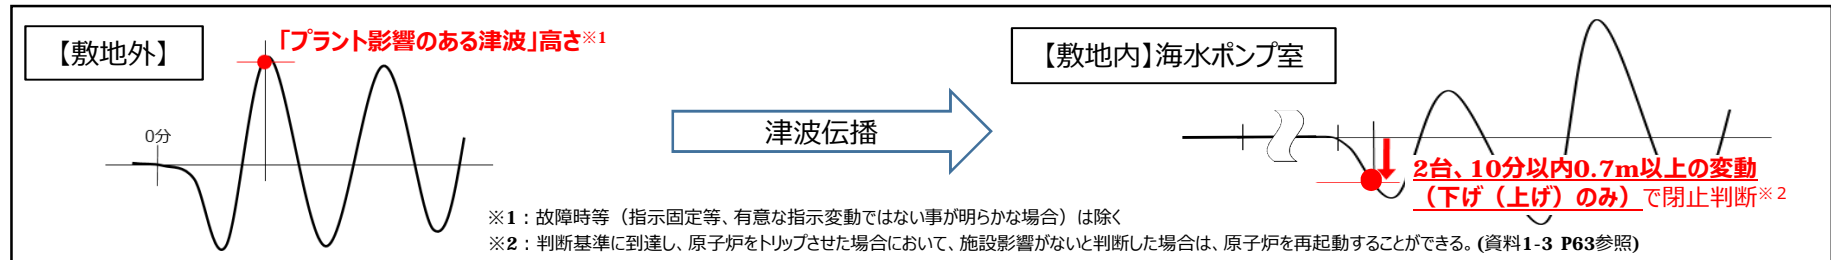 【敷地外】
「プラント影響のある津波」高さ※1
0分
津波伝播
【敷地内】海水ポンプ室
2台、10分以内0.7m以上の変動
（下げ（上げ）のみ）で閉止判断※2
※1：故障時等（指示固定等、有意な指示変動ではない事が明らかな場合）は除く
※2：判断基準に到達し、原子炉をトリップさせた場合において、施設影響がないと判断した場合は、原子炉を再起動することができる。(資料1-3 P63参照)